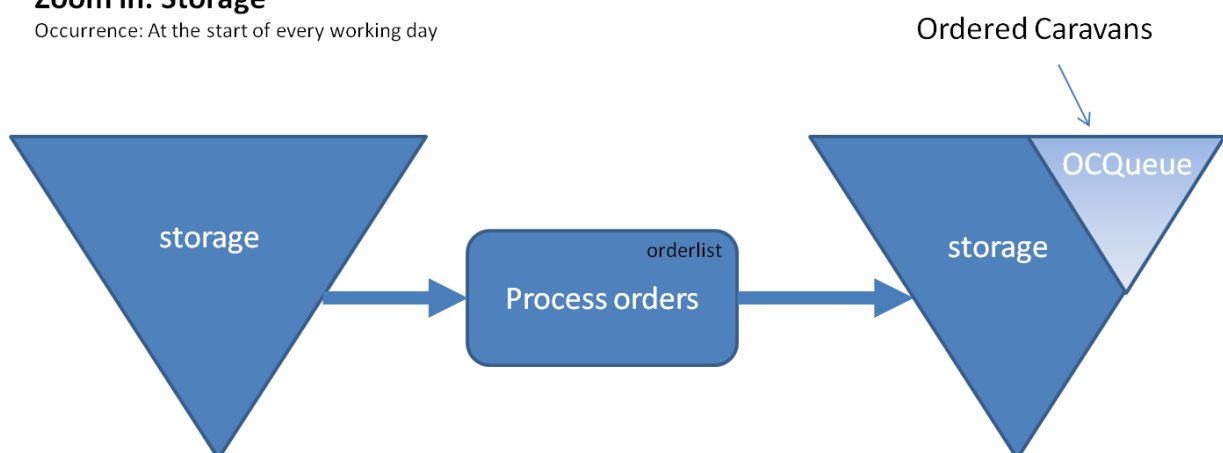 Zoom in: Storage
Occurrence: At the start of every working day
Ordered Caravans
OCQueue
storage
orderlist
Process orders
storage